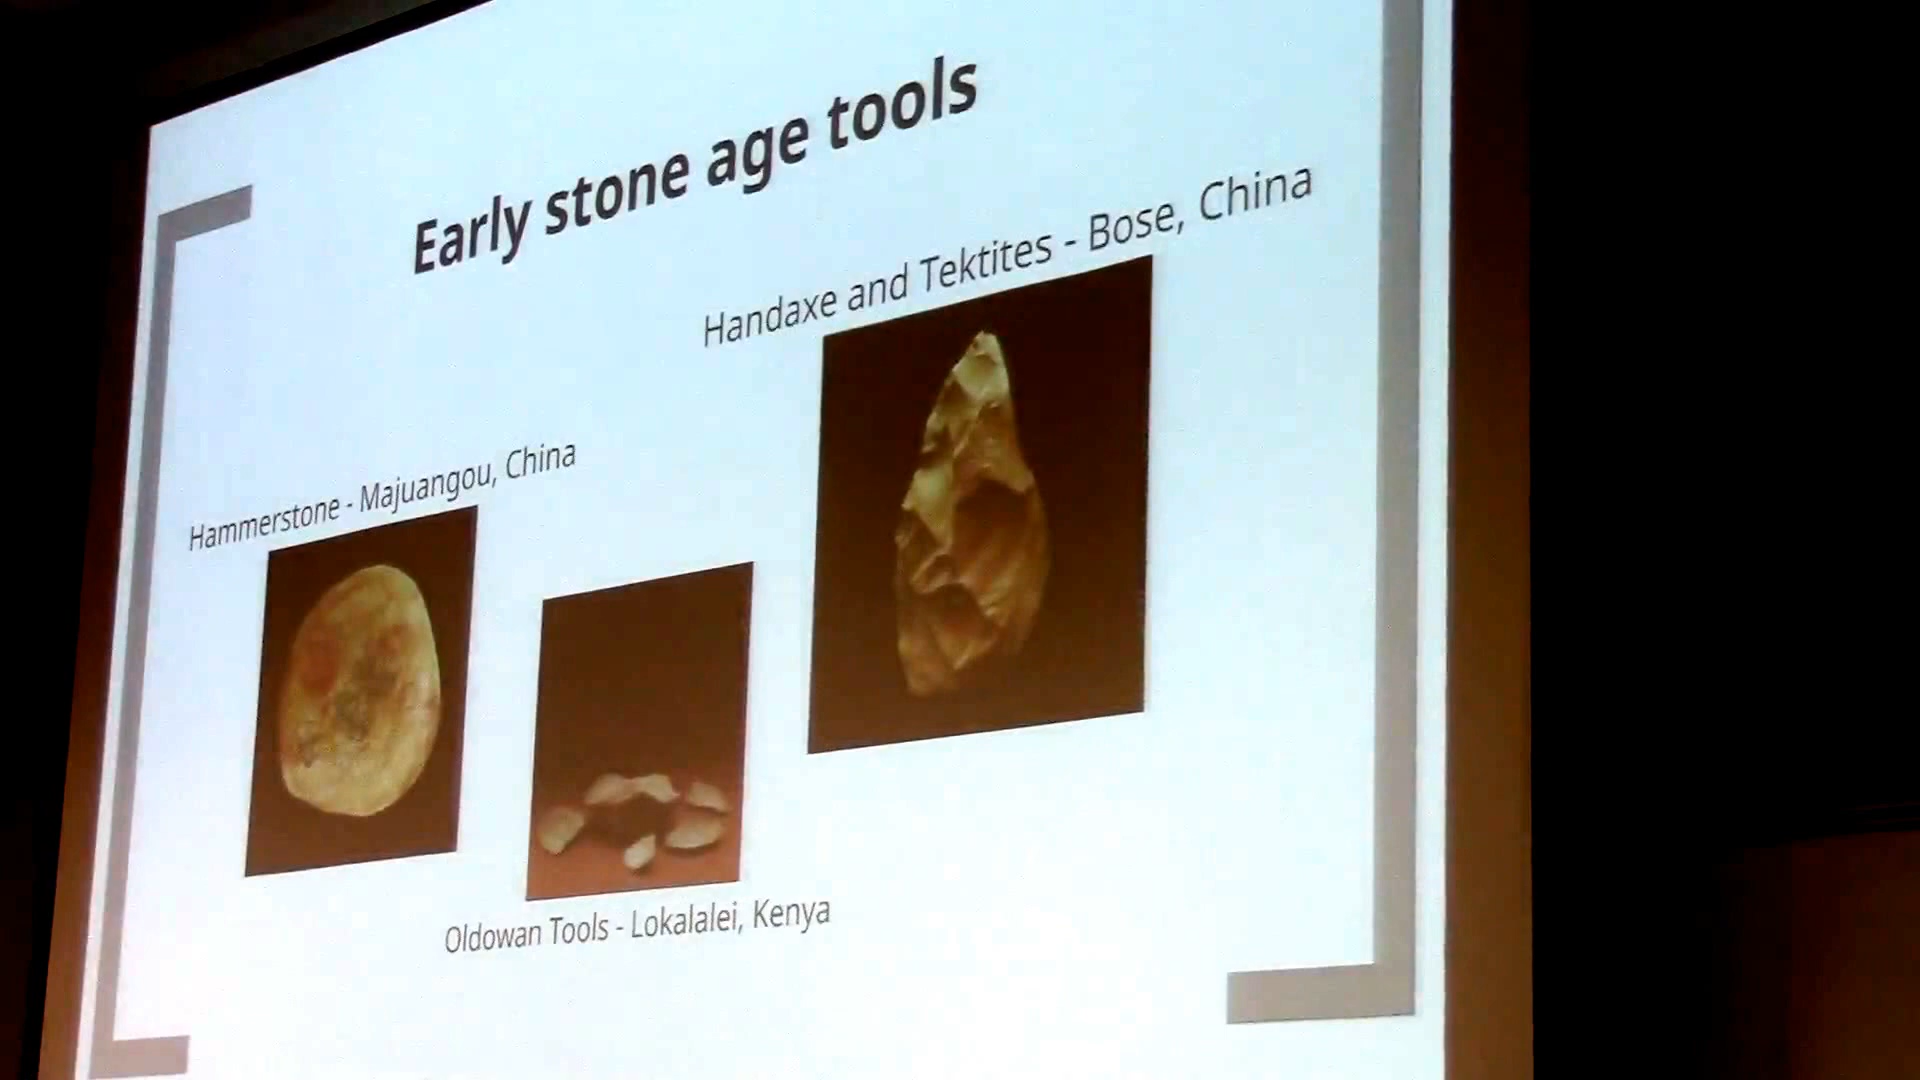 Early stone age tools
Handaxe and Tektites - Bose, China
Hammerstone - Majuangou, China
Oldowan Tools - Lokalalei, Kenya